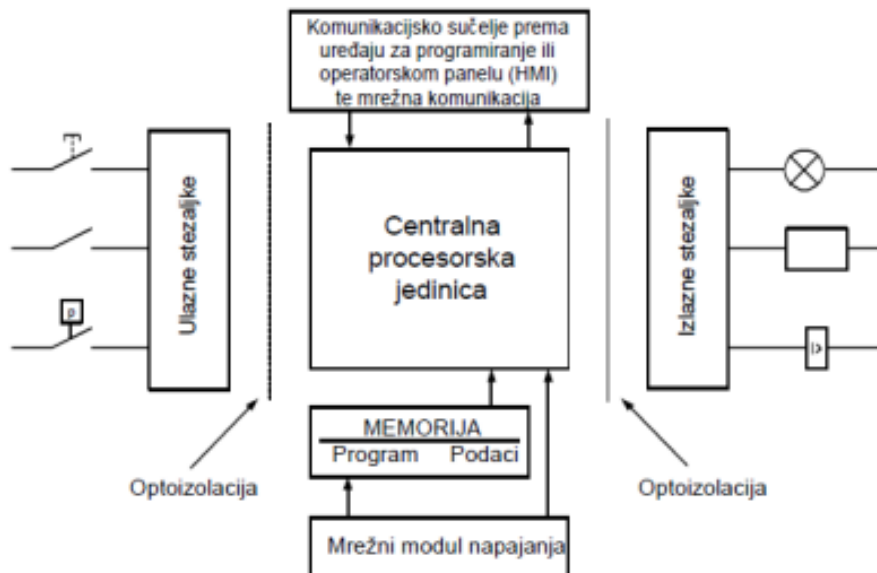 Komunikacijsko sučelje prema
uređaju za programiranje ili
operatorskom panelu (HMI)
te mrežna komunikacija
Ulazne stezaljke
Centralna
procesorska
jedinica
Izlazne stezaljke
p
MEMORIJA
Program Podaci
Optoizolacija
Optoizolacija
Mrežni modul napajanja